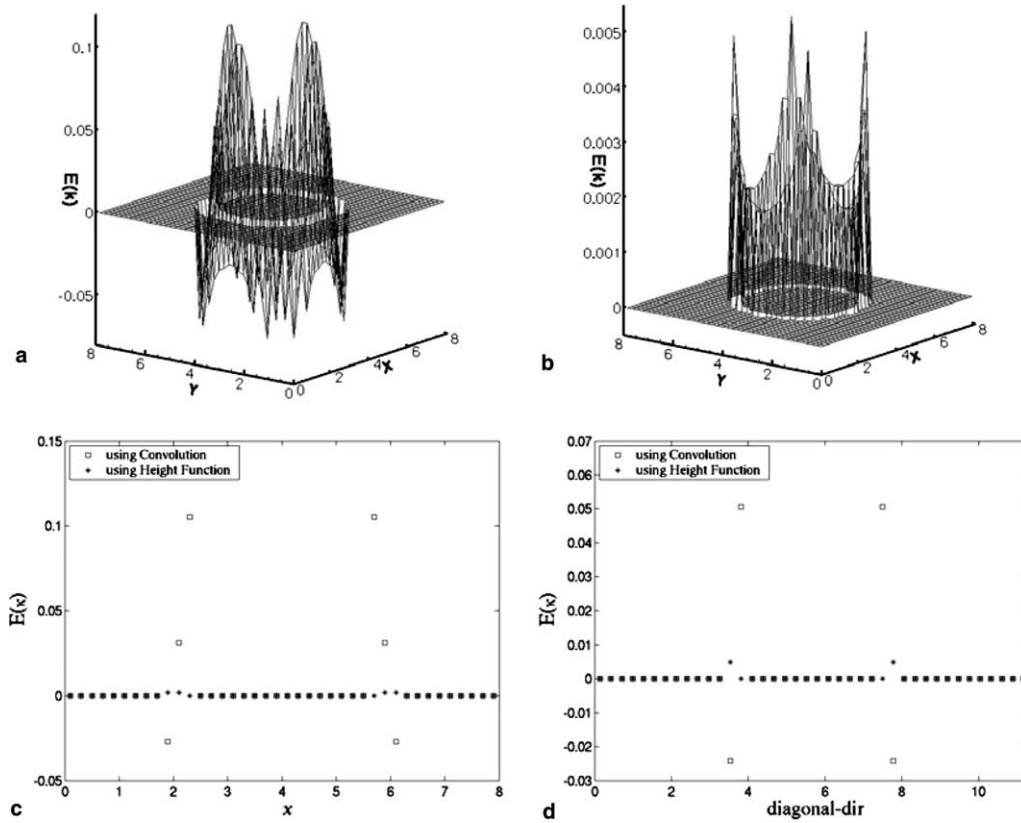 0.1
0.05
E(k)
0
-0.05
8
6
4
Y
2
0
0
2
4
X
6
8
a
0.005
0.004
0.003
E(k)
0.002
0.001
0
8
6
4
Y
2
0
0
2
4
X
6
8
b
0.15
0.1
0.05
0
-0.05
E(κ)
□ using Convolution
✦ using Height Function
0 1 2 3 4 5 6 7 8
x
c
0.07
0.06
0.05
0.04
0.03
0.02
0.01
0
-0.01
-0.02
-0.03
E(κ)
□ using Convolution
✦ using Height Function
0 2 4 6 8 10
diagonal-dir
d